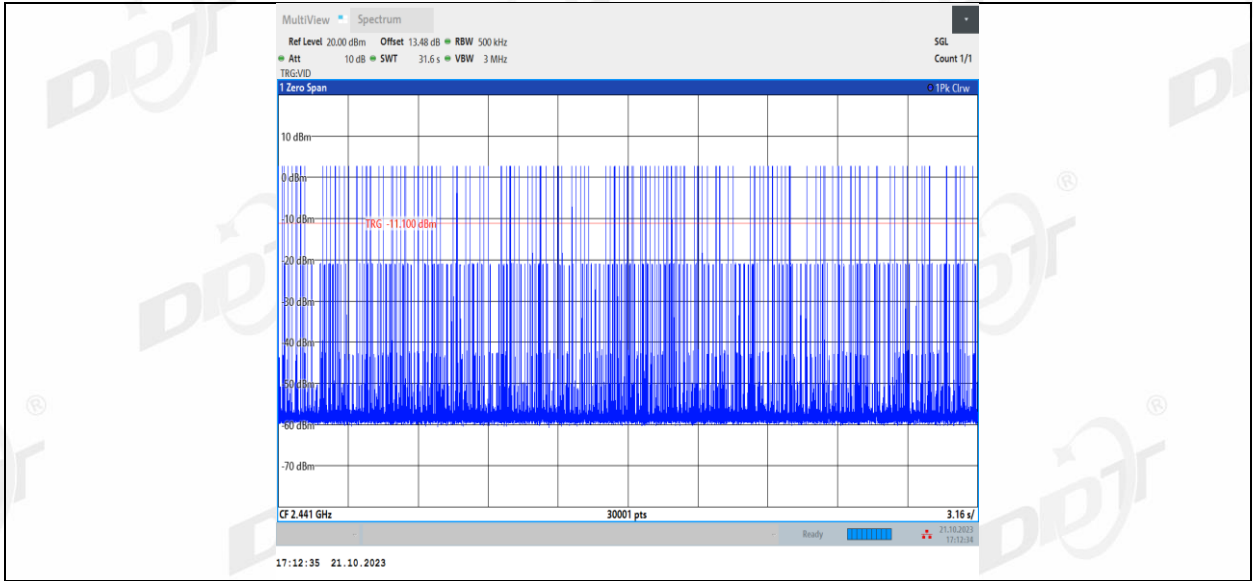 MultiView Spectrum
Ref Level 20.00 dBm Offset 13.48 dB RBW 500 kHz SGL
Att 10 dB SWT 31.6 s VBW 3 MHz Count 1/1
TRG:VID
1 Zero Span 1Pk Clrw
10 dBm
0 dBm
-10 dBm
TRG -11.100 dBm
-20 dBm
-30 dBm
-40 dBm
-50 dBm
-60 dBm
-70 dBm
CF 2.441 GHz 30001 pts 3.16 s/
Ready 21.10.2023
17:12:34
17:12:35 21.10.2023